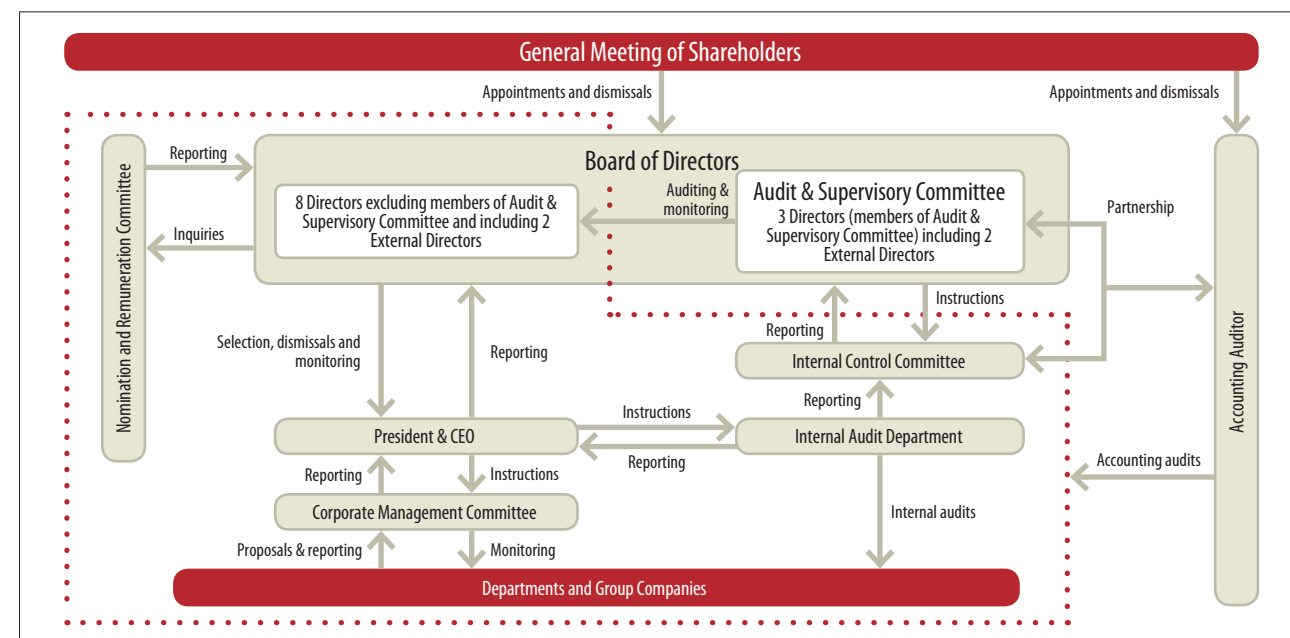 General Meeting of Shareholders
Appointments and dismissals
Appointments and dismissals
Nomination and Remuneration Committee
Reporting
Inquiries
Board of Directors
8 Directors excluding members of Audit &
Supervisory Committee and including 2
External Directors
Auditing &
monitoring
Audit & Supervisory Committee
3 Directors (members of Audit &
Supervisory Committee) including 2
External Directors
Partnership
Accounting Auditor
Selection, dismissals and
monitoring
Reporting
Reporting
Instructions
Internal Control Committee
Reporting
President & CEO
Instructions
Reporting
Internal Audit Department
Reporting
Instructions
Accounting audits
Corporate Management Committee
Internal audits
Proposals & reporting
Monitoring
Departments and Group Companies